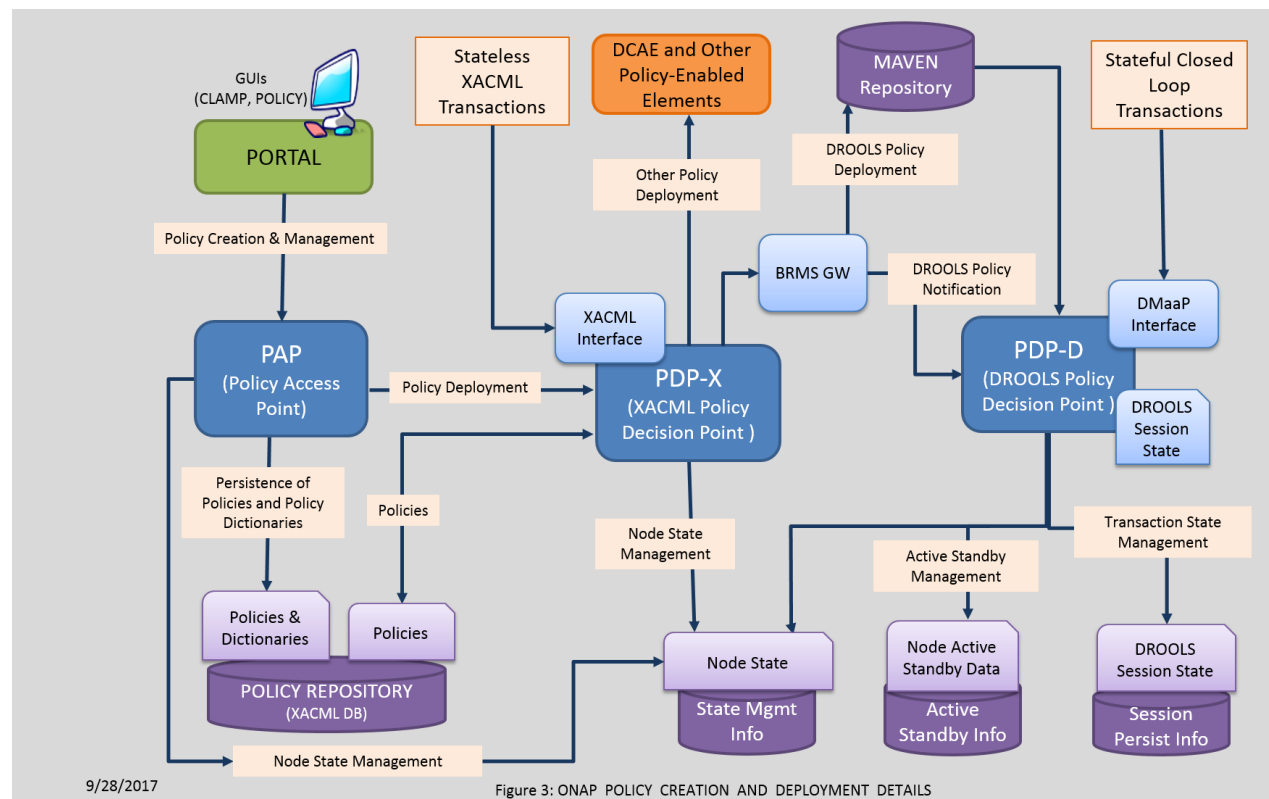 GUIs
(CLAMP, POLICY)
PORTAL
Stateless
XACML
Transactions
DCAE and Other
Policy-Enabled
Elements
MAVEN
Repository
Stateful Closed
Loop
Transactions
Other Policy
Deployment
DROOLS Policy
Deployment
Policy Creation & Management
BRMS GW
DROOLS Policy
Notification
XACML
Interface
DMaaP
Interface
PAP
(Policy Access
Point)
Policy Deployment
PDP-X
(XACML Policy
Decision Point )
PDP-D
(DROOLS Policy
Decision Point )
DROOLS
Session
State
Persistence of
Policies and Policy
Dictionaries
Policies
Node State
Management
Active Standby
Management
Transaction State
Management
Policies &
Dictionaries
Policies
Node State
Node Active
Standby Data
DROOLS
Session State
POLICY REPOSITORY
(XACML DB)
State Mgmt
Info
Active
Standby Info
Session
Persist Info
Node State Management
9/28/2017
Figure 3: ONAP POLICY CREATION AND DEPLOYMENT DETAILS